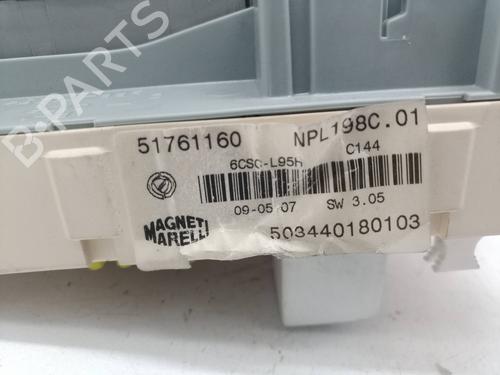 51761160 NPL198C.01
6CSC-L95H C144
09-05 07 SW 3.05
MAGNETI MARELLI 503440180103
B-PARTS